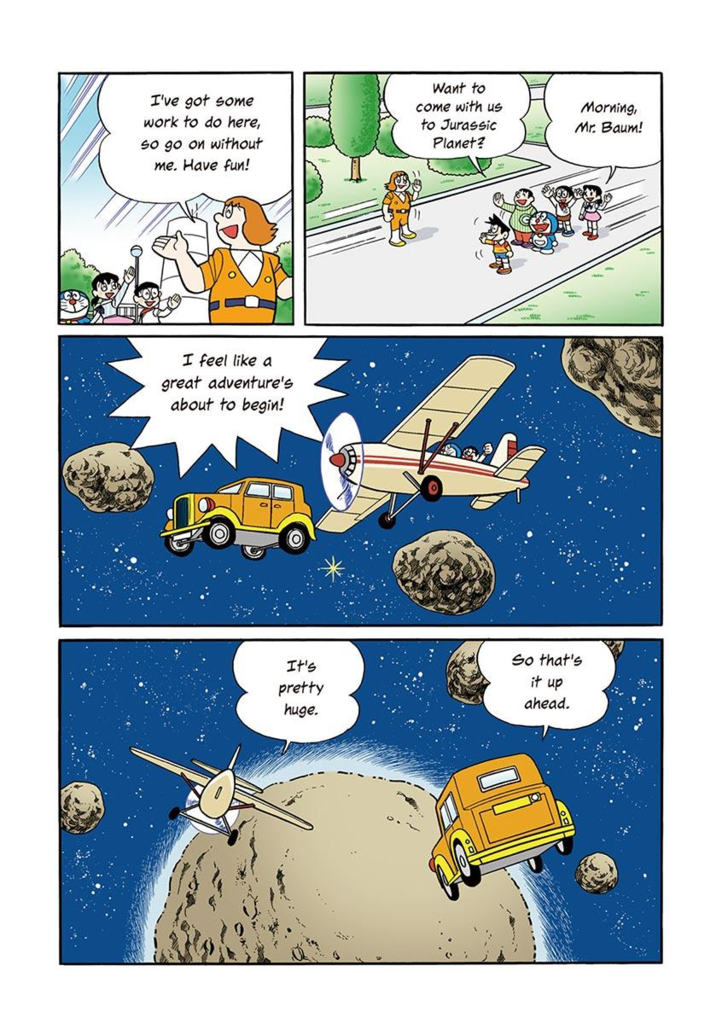 Morning,
Mr. Baum!
Want to
come with us
to Jurassic
Planet?
I've got some
work to do here,
so go on without
me. Have fun!
I feel like a
great adventure's
about to begin!
So that's
it up
ahead.
It's
pretty
huge.